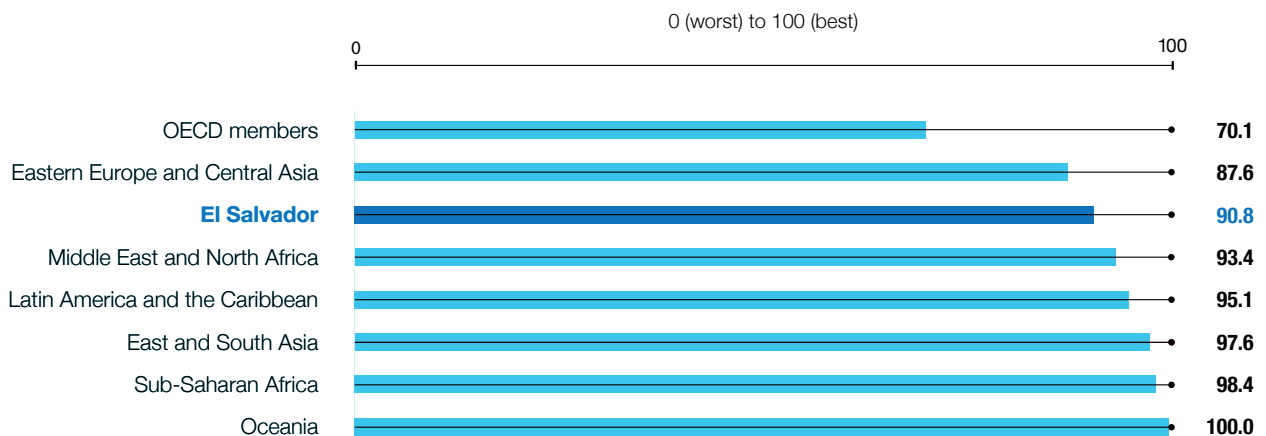 0 (worst) to 100 (best)
0 100
OECD members 70.1
Eastern Europe and Central Asia 87.6
El Salvador 90.8
Middle East and North Africa 93.4
Latin America and the Caribbean 95.1
East and South Asia 97.6
Sub-Saharan Africa 98.4
Oceania 100.0